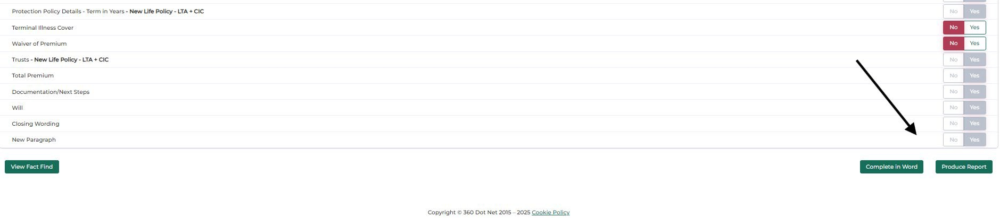 Protection Policy Details - Term in Years - New Life Policy - LTA + CIC No Yes
Terminal Illness Cover No Yes
Waiver of Premium No Yes
Trusts - New Life Policy - LTA + CIC No Yes
Total Premium No Yes
Documentation/Next Steps No Yes
Will No Yes
Closing Wording No Yes
New Paragraph No Yes
View Fact Find Complete in Word Produce Report
Copyright © 360 Dot Net 2015 – 2025 Cookie Policy